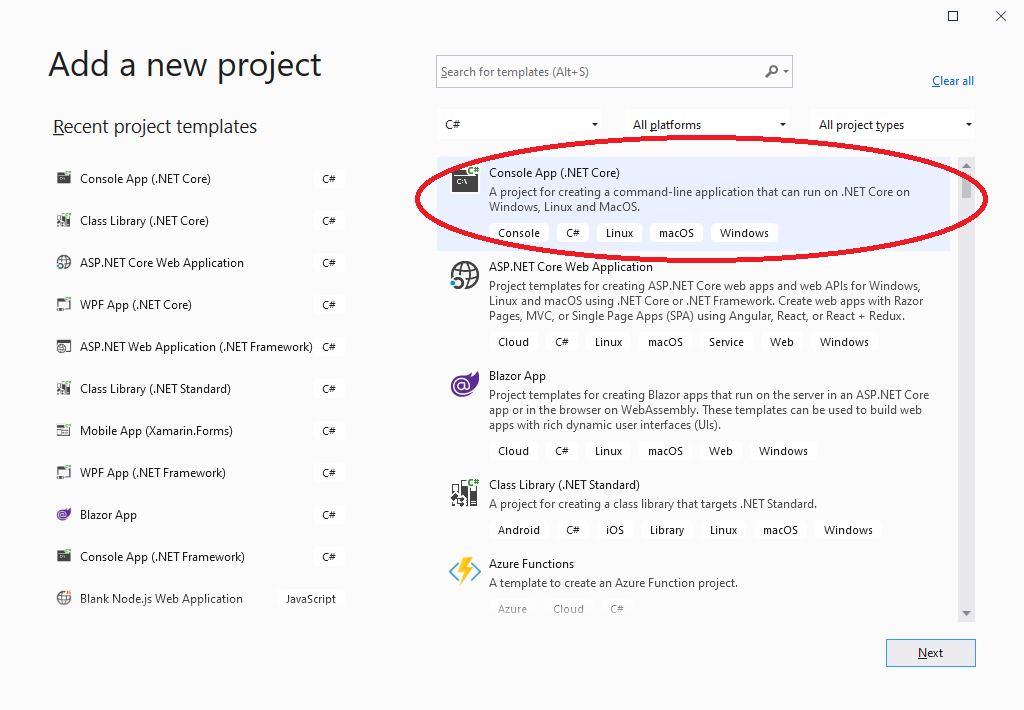 Add a new project
Search for templates (Alt+S)
Clear all
Recent project templates
C#
All platforms
All project types
Console App (.NET Core) C#
Class Library (.NET Core) C#
ASP.NET Core Web Application C#
WPF App (.NET Core) C#
ASP.NET Web Application (.NET Framework) C#
Class Library (.NET Standard) C#
Mobile App (Xamarin.Forms) C#
WPF App (.NET Framework) C#
Blazor App C#
Console App (.NET Framework) C#
Blank Node.js Web Application JavaScript
C#
C:\
Console App (.NET Core)
A project for creating a command-line application that can run on .NET Core on
Windows, Linux and MacOS.
Console C# Linux macOS Windows
ASP.NET Core Web Application
Project templates for creating ASP.NET Core web apps and web APIs for Windows,
Linux and macOS using .NET Core or .NET Framework. Create web apps with Razor
Pages, MVC, or Single Page Apps (SPA) using Angular, React, or React + Redux.
Cloud C# Linux macOS Service Web Windows
Blazor App
Project templates for creating Blazor apps that run on the server in an ASP.NET Core
app or in the browser on WebAssembly. These templates can be used to build web
apps with rich dynamic user interfaces (UIs).
Cloud C# Linux macOS Web Windows
C#
Class Library (.NET Standard)
A project for creating a class library that targets .NET Standard.
Android C# iOS Library Linux macOS Windows
Azure Functions
A template to create an Azure Function project.
Azure Cloud C#
Next